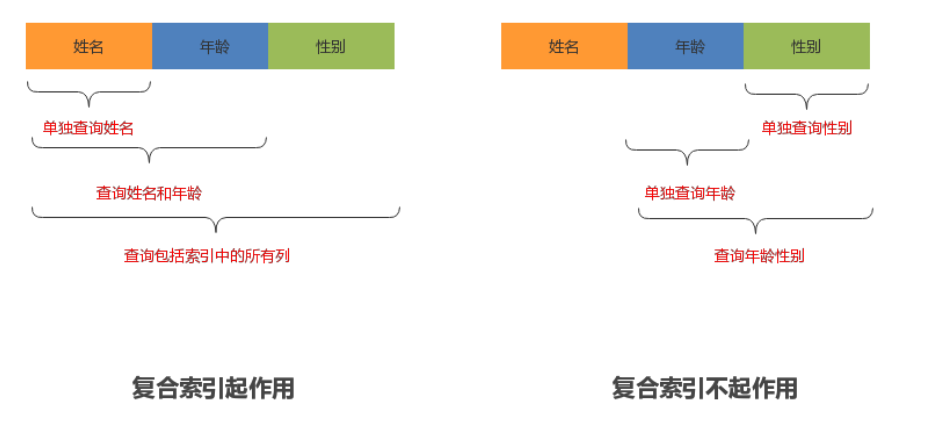 姓名 年龄 性别
单独查询姓名
查询姓名和年龄
查询包括索引中的所有列
复合索引起作用
姓名 年龄 性别
单独查询性别
单独查询年龄
查询年龄性别
复合索引不起作用